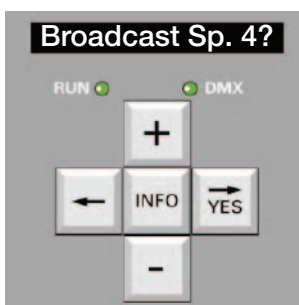 Broadcast Sp. 4?
RUN DMX
+
← INFO → YES
-